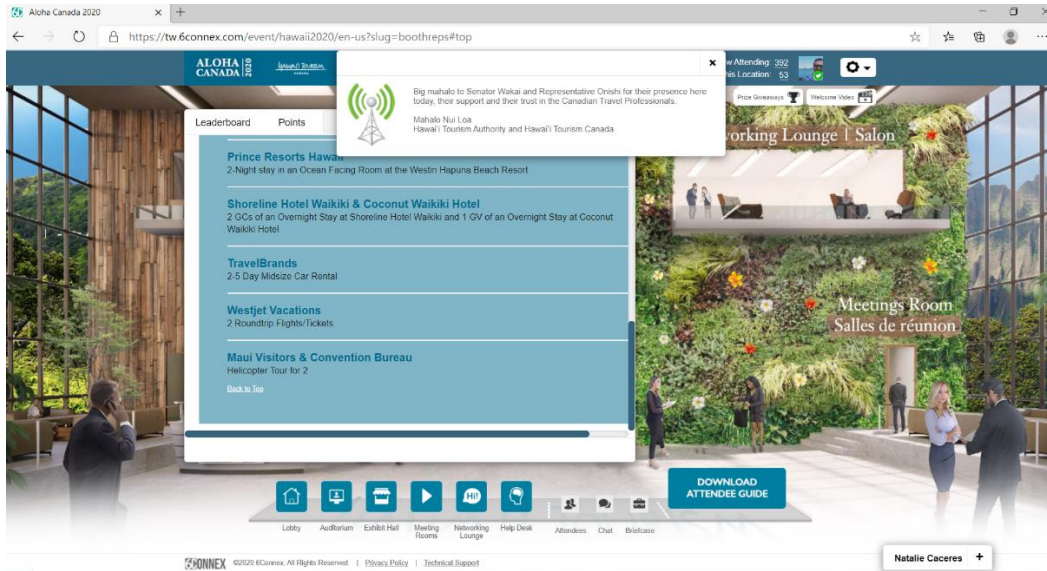 Aloha Canada 2020
https://tw.6connex.com/event/hawaii2020/en-us?slug=boothreps#top
ALOHA
CANADA 2020
w Attending: 392
his Location: 53
Big mahalo to Senator Wakai and Representative Onishi for their presence here
today, their support and their trust in the Canadian Travel Professionals.
Mahalo Nui Loa
Hawai'i Tourism Authority and Hawai'i Tourism Canada
Prize Giveaways
Welcome Video
Leaderboard Points
orking Lounge | Salon
Prince Resorts Hawaii
2-Night stay in an Ocean Facing Room at the Westin Hapuna Beach Resort
Shoreline Hotel Waikiki & Coconut Waikiki Hotel
2 GCs of an Overnight Stay at Shoreline Hotel Waikiki and 1 GV of an Overnight Stay at Coconut
Waikiki Hotel
TravelBrands
2-5 Day Midsize Car Rental
Westjet Vacations
2 Roundtrip Flights/Tickets
Meetings Room
Salles de réunion
Maui Visitors & Convention Bureau
Helicopter Tour for 2
Back to Top
DOWNLOAD
ATTENDEE GUIDE
Hi!
Lobby
Auditorium
Exhibit Hall
Meeting
Rooms
Networking
Lounge
Help Desk
Attendees
Chat
Briefcase
6CONNEX ©2020 6Connex. All Rights Reserved. | Privacy Policy | Technical Support
Natalie Caceres +